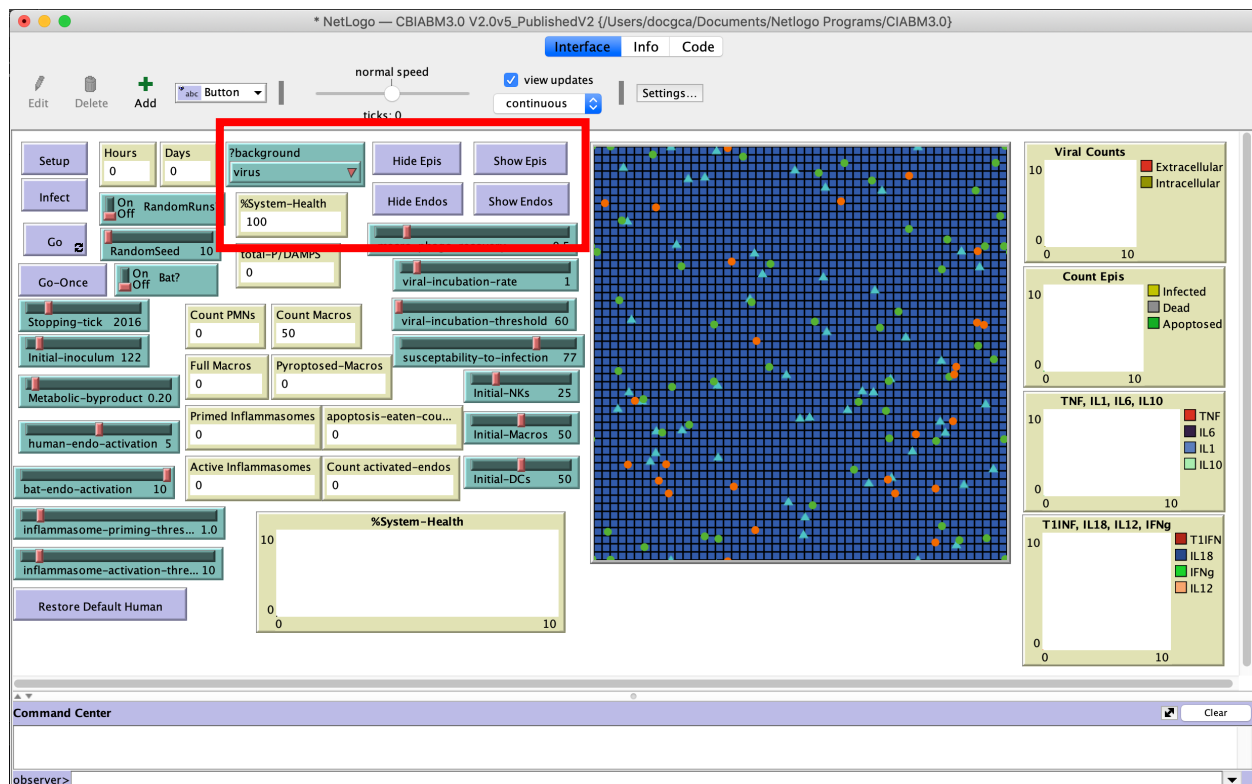 * NetLogo — CBIABM3.0 V2.0v5_PublishedV2 {/Users/docgca/Documents/Netlogo Programs/CIABM3.0}
Interface Info Code
Edit Delete Add abc Button
normal speed
ticks: 0
view updates
continuous
Settings...
Setup
Infect
Go
Go-Once
Hours
0
Days
0
On
Off RandomRuns
RandomSeed 10
On
Off Bat?
?background
virus
Hide Epis
Show Epis
Hide Endos
Show Endos
%System-Health
100
total-P/DAMPS
0
0.5
Stopping-tick 2016
Initial-inoculum 122
Metabolic-byproduct 0.20
human-endo-activation 5
bat-endo-activation 10
inflammasome-priming-thres... 1.0
inflammasome-activation-thre... 10
Restore Default Human
Count PMNs
0
Count Macros
50
Full Macros
0
Pyroptosed-Macros
0
Primed Inflammasomes
0
apoptosis-eaten-cou...
0
Active Inflammasomes
0
Count activated-endos
0
viral-incubation-rate 1
viral-incubation-threshold 60
susceptability-to-infection 77
Initial-NKs 25
Initial-Macros 50
Initial-DCs 50
%System-Health
10
0
0 10
Viral Counts
10
0
0 10
Extracellular
Intracellular
Count Epis
10
0
0 10
Infected
Dead
Apoptosed
TNF, IL1, IL6, IL10
10
0
0 10
TNF
IL6
IL1
IL10
T1INF, IL18, IL12, IFNg
10
0
0 10
T1IFN
IL18
IFNg
IL12
Command Center
Clear
observer>